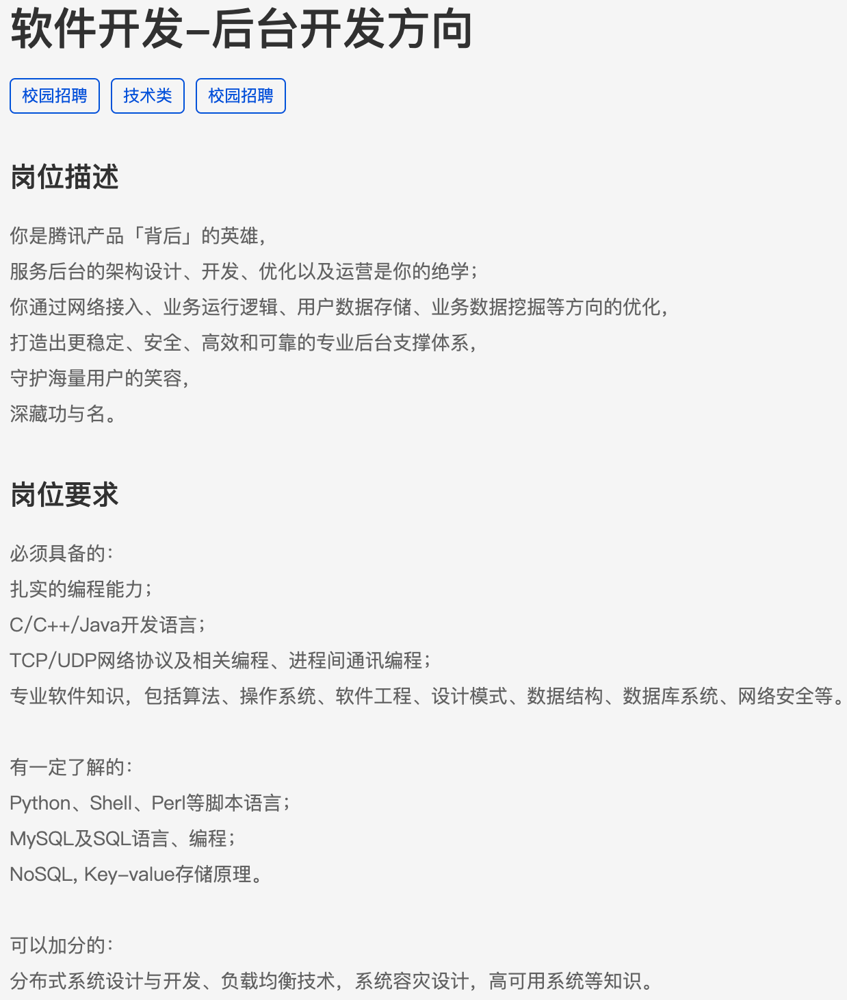 软件开发-后台开发方向
校园招聘 技术类 校园招聘
岗位描述
你是腾讯产品「背后」的英雄，
服务后台的架构设计、开发、优化以及运营是你的绝学；
你通过网络接入、业务运行逻辑、用户数据存储、业务数据挖掘等方向的优化，
打造出更稳定、安全、高效和可靠的专业后台支撑体系，
守护海量用户的笑容，
深藏功与名。
岗位要求
必须具备的：
扎实的编程能力；
C/C++/Java开发语言；
TCP/UDP网络协议及相关编程、进程间通讯编程；
专业软件知识，包括算法、操作系统、软件工程、设计模式、数据结构、数据库系统、网络安全等。
有一定了解的：
Python、Shell、Perl等脚本语言；
MySQL及SQL语言、编程；
NoSQL, Key-value存储原理。
可以加分的：
分布式系统设计与开发、负载均衡技术，系统容灾设计，高可用系统等知识。